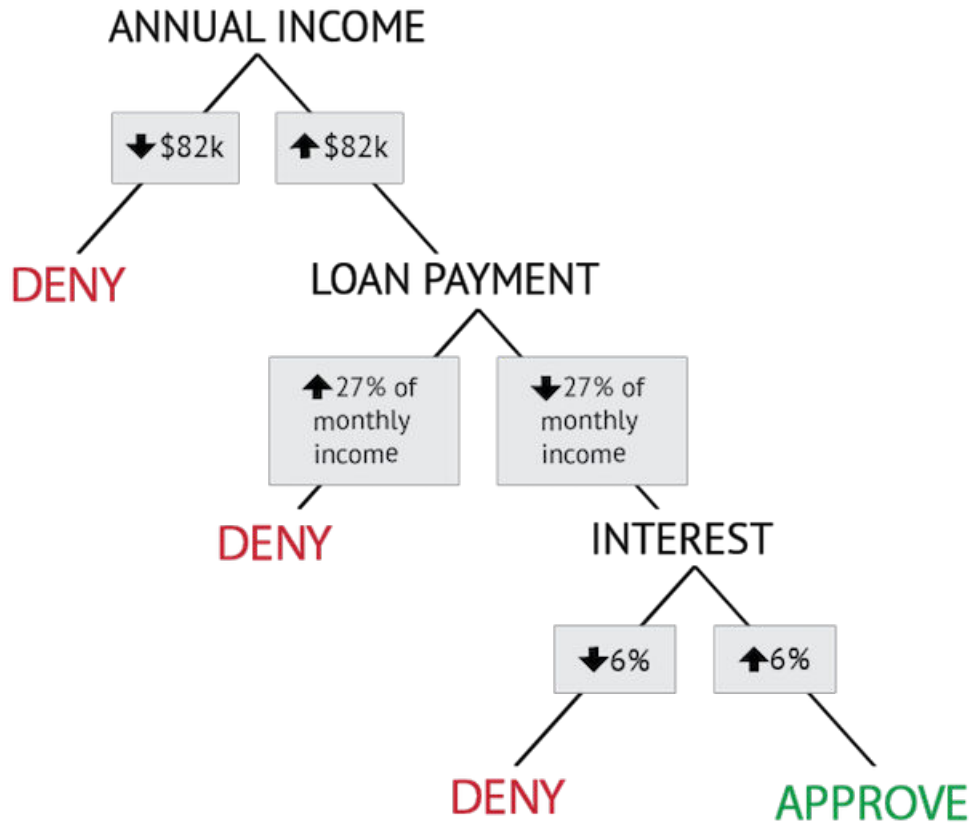 ANNUAL INCOME
$82k
$82k
DENY
LOAN PAYMENT
27% of
monthly
income
27% of
monthly
income
DENY
INTEREST
6%
6%
DENY
APPROVE